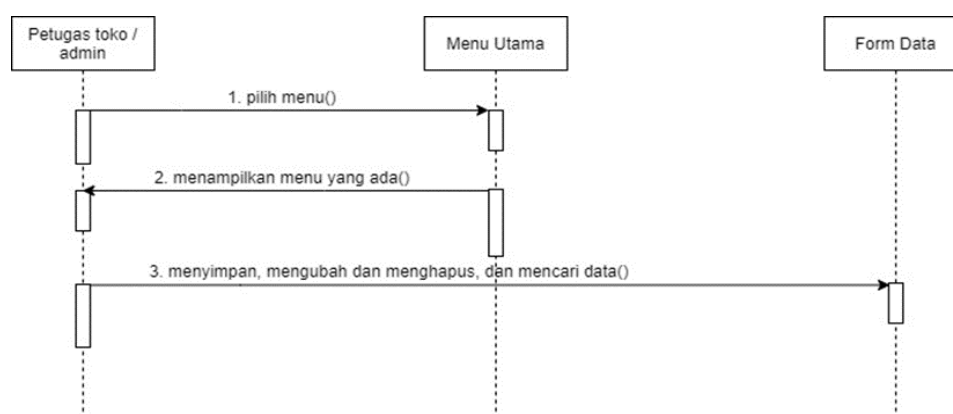 Petugas toko /
admin
Menu Utama
Form Data
1. pilih menu()
2. menampilkan menu yang ada()
3. menyimpan, mengubah dan menghapus, dan mencari data()